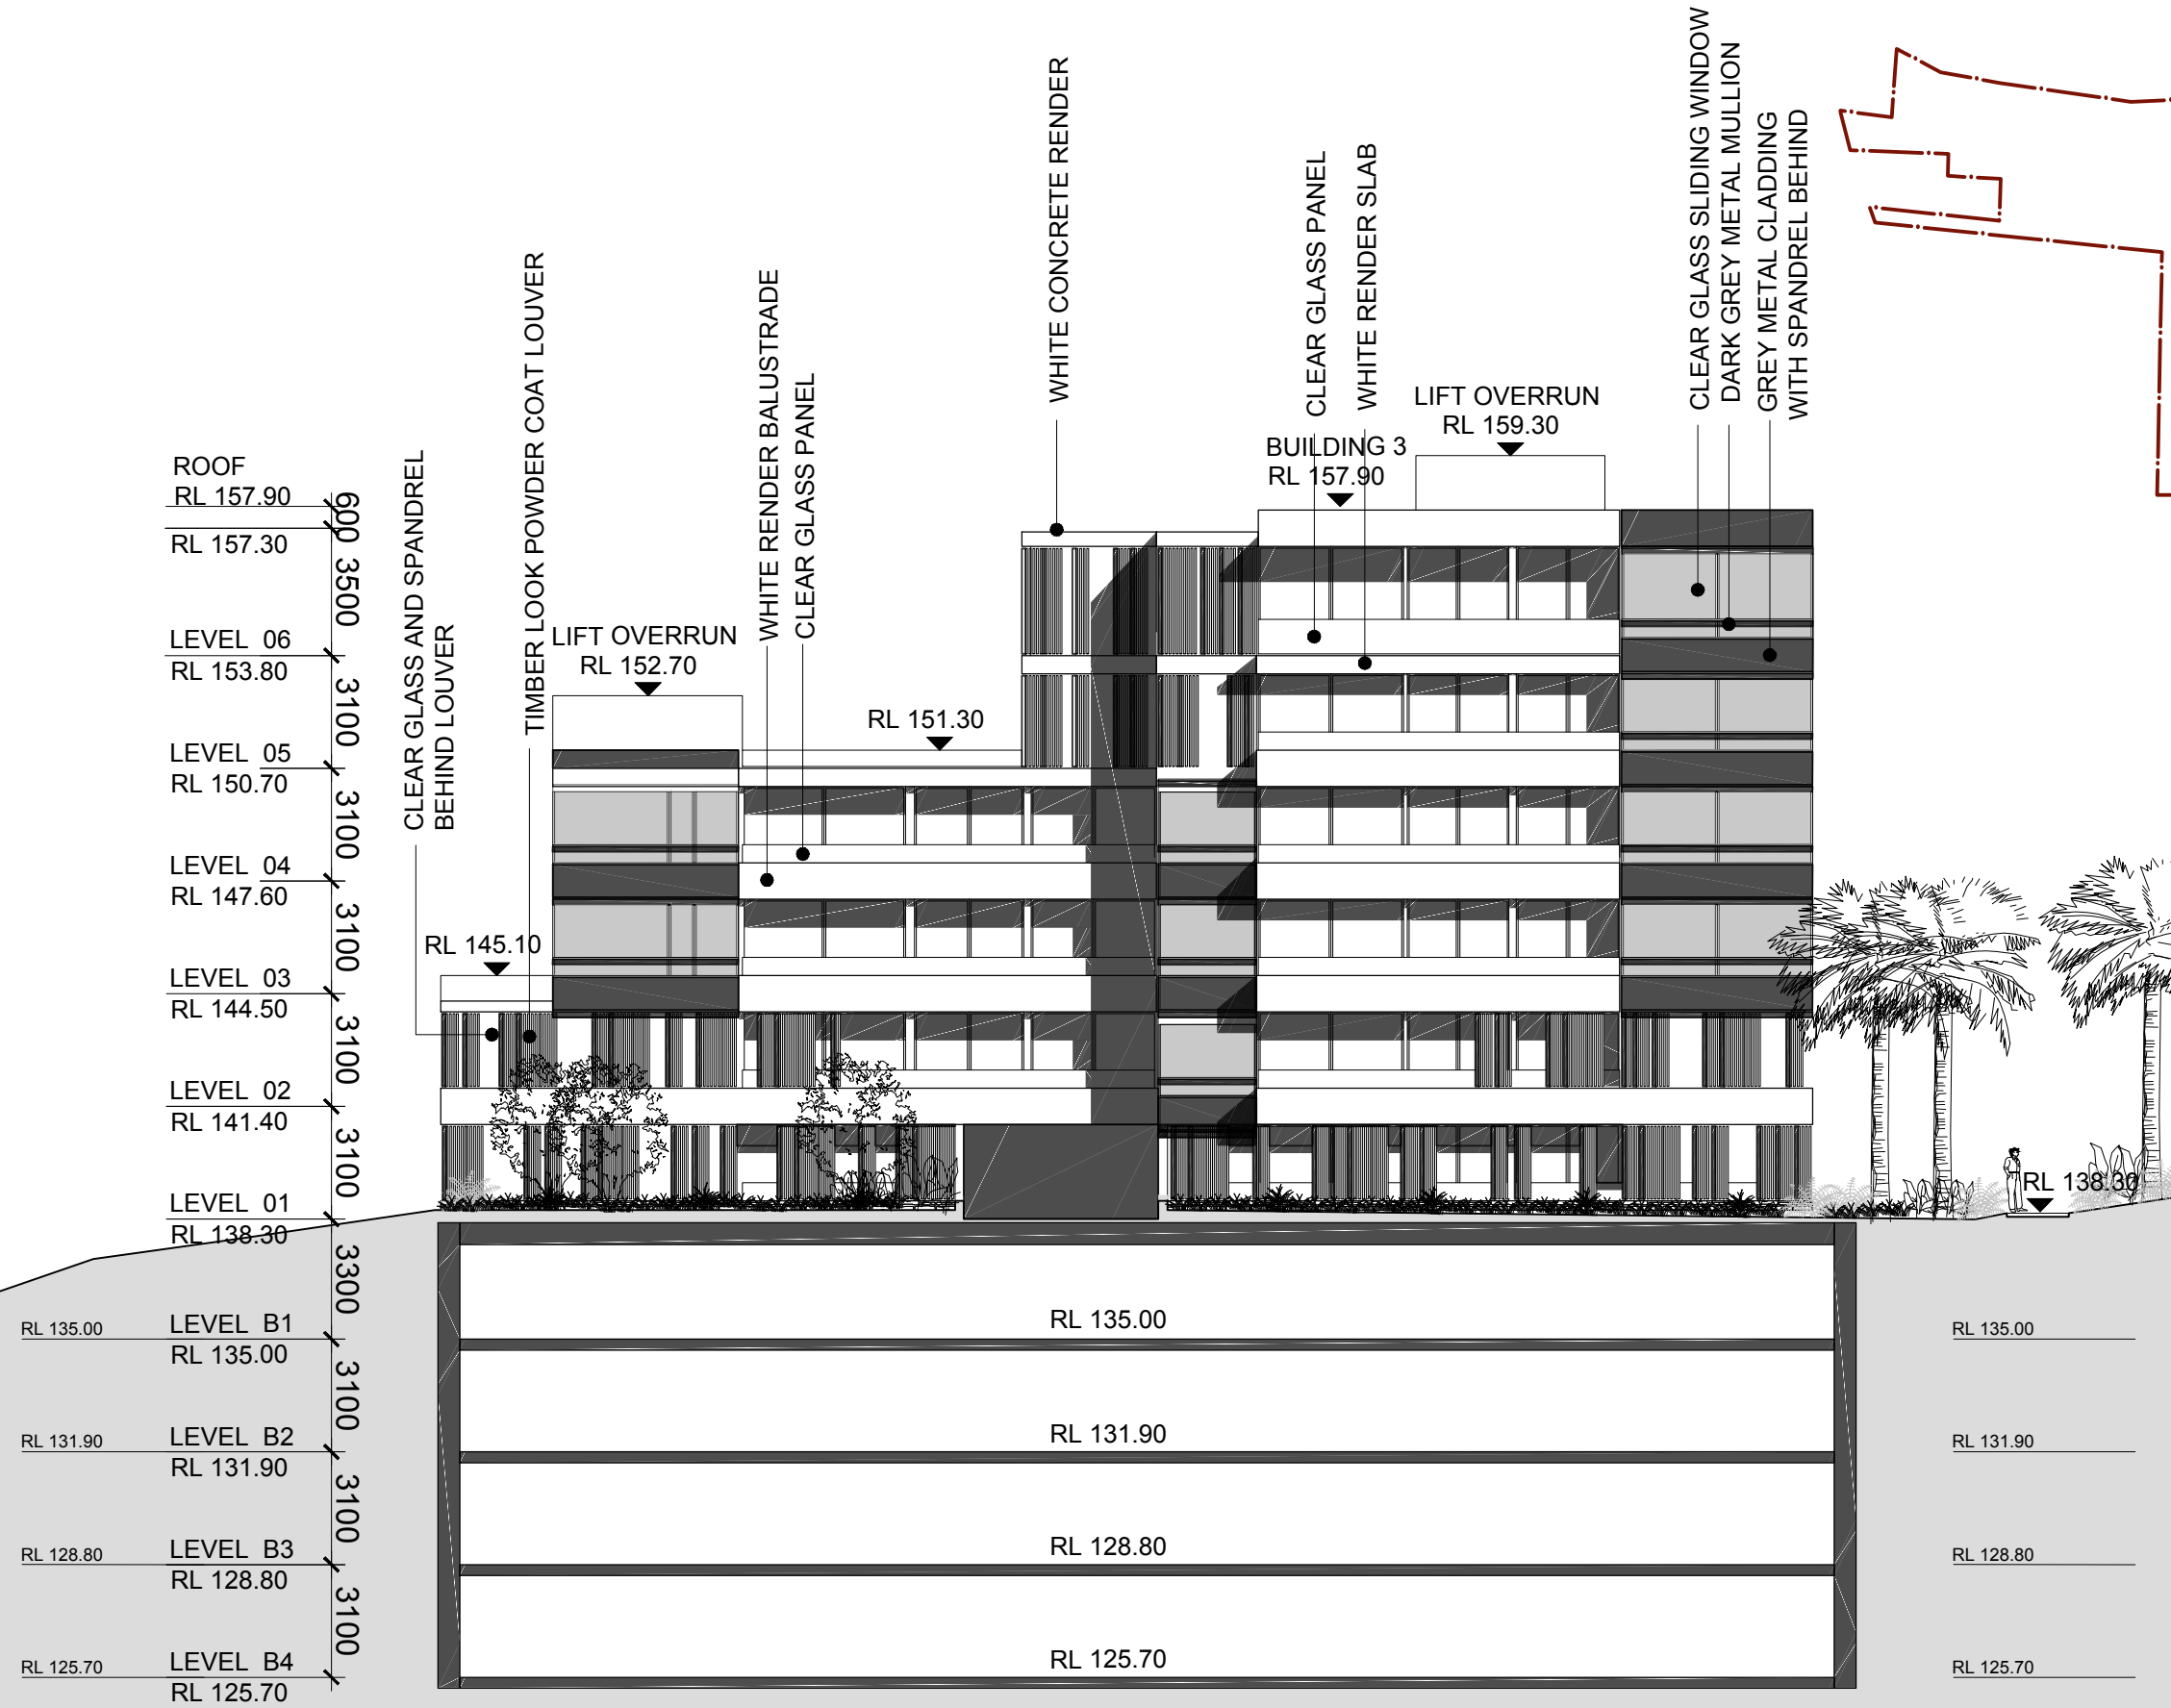 CLEAR GLASS SLIDING WINDOW
DARK GREY METAL MULLION
GREY METAL CLADDING
WITH SPANDREL BEHIND
WHITE CONCRETE RENDER
CLEAR GLASS PANEL
WHITE RENDER SLAB
TIMBER LOOK POWDER COAT LOUVER
WHITE RENDER BALUSTRADE
CLEAR GLASS PANEL
CLEAR GLASS AND SPANDREL
BEHIND LOUVER
LIFT OVERRUN
RL 159.30
BUILDING 3
RL 157.90
LIFT OVERRUN
RL 152.70
RL 151.30
RL 145.10
RL 138.30
ROOF
RL 157.90
600
RL 157.30
3500
LEVEL 06
RL 153.80
3100
LEVEL 05
RL 150.70
3100
LEVEL 04
RL 147.60
3100
LEVEL 03
RL 144.50
3100
LEVEL 02
RL 141.40
3100
LEVEL 01
RL 138.30
3300
RL 135.00
LEVEL B1
RL 135.00
RL 135.00
RL 135.00
3100
RL 131.90
LEVEL B2
RL 131.90
RL 131.90
RL 131.90
3100
RL 128.80
LEVEL B3
RL 128.80
RL 128.80
RL 128.80
3100
RL 125.70
LEVEL B4
RL 125.70
RL 125.70
RL 125.70